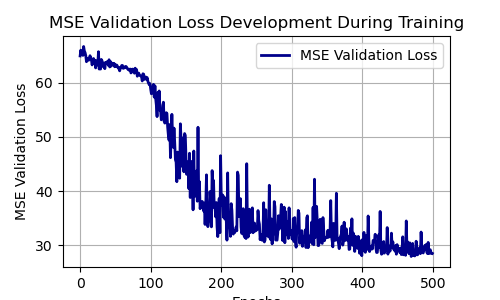 MSE Validation Loss Development During Training
MSE Validation Loss
MSE Validation Loss
60
50
40
30
0 100 200 300 400 500
Epochs